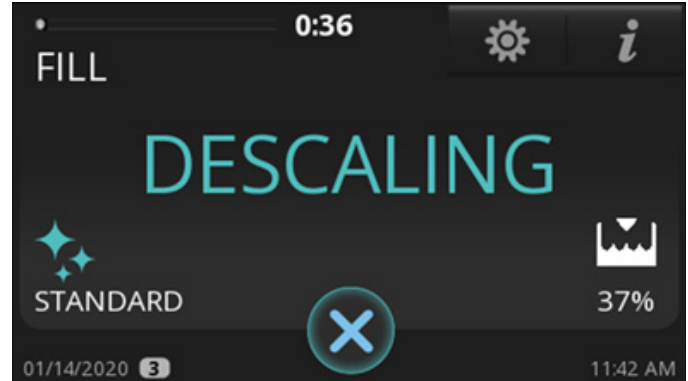 0:36
i
FILL
DESCALING
STANDARD
37%
01/14/2020 3
11:42 AM